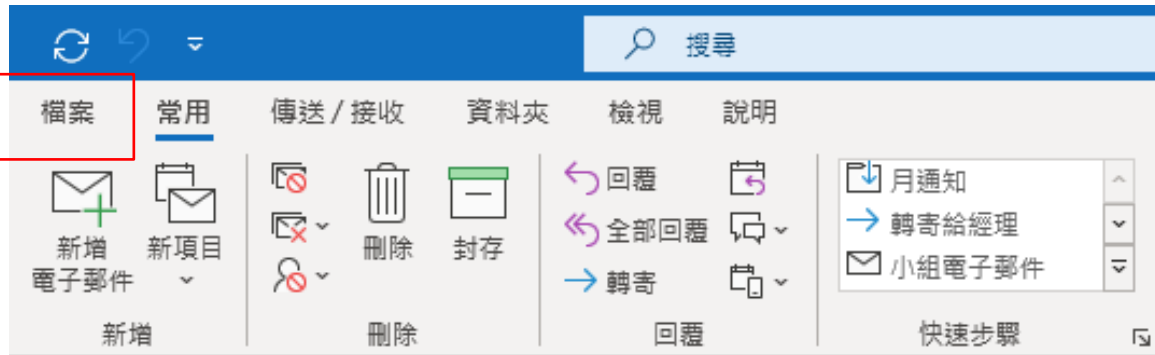 搜尋
檔案 常用 傳送 / 接收 資料夾 檢視 說明
新增
電子郵件
新項目
刪除
封存
回覆
全部回覆
轉寄
月通知
轉寄給經理
小組電子郵件
新增 刪除 回覆 快速步驟